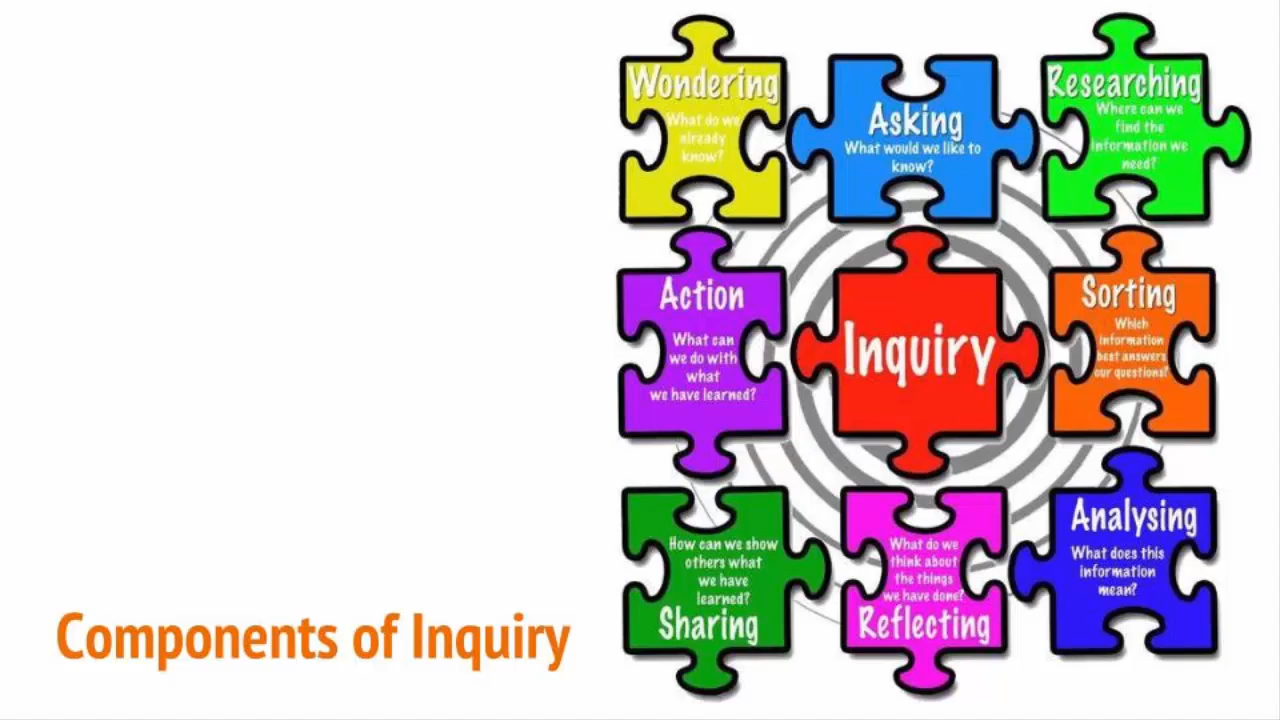 Wondering
What do we
already
know?
Asking
What would we like to
know?
Researching
Where can we
find the
information we
need?
Action
What can
we do with
what
we have learned?
Inquiry
Sorting
Which
information
best answers
our questions?
How can we show
others what
we have
learned?
Sharing
What do we
think about
the things
we have done?
Reflecting
Analysing
What does this
information
mean?
Components of Inquiry